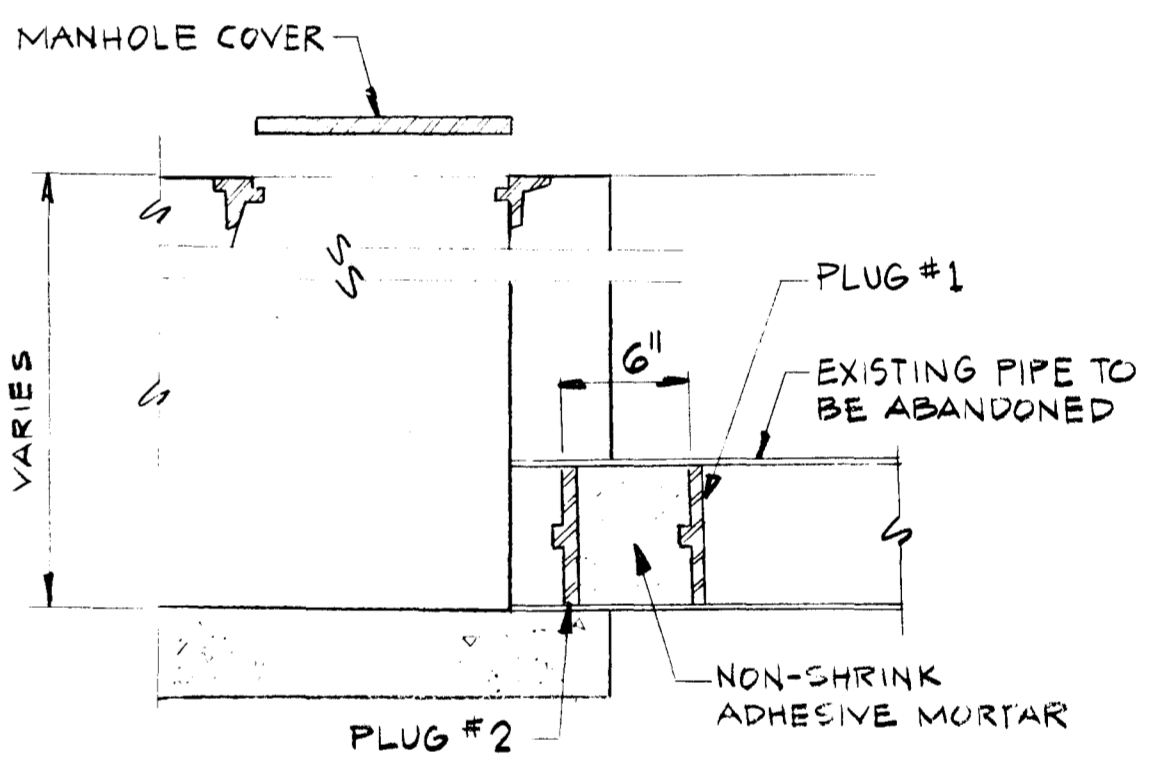 MANHOLE COVER
PLUG #1
6"
EXISTING PIPE TO
BE ABANDONED
VARIES
NON-SHRINK
ADHESIVE MORTAR
PLUG #2